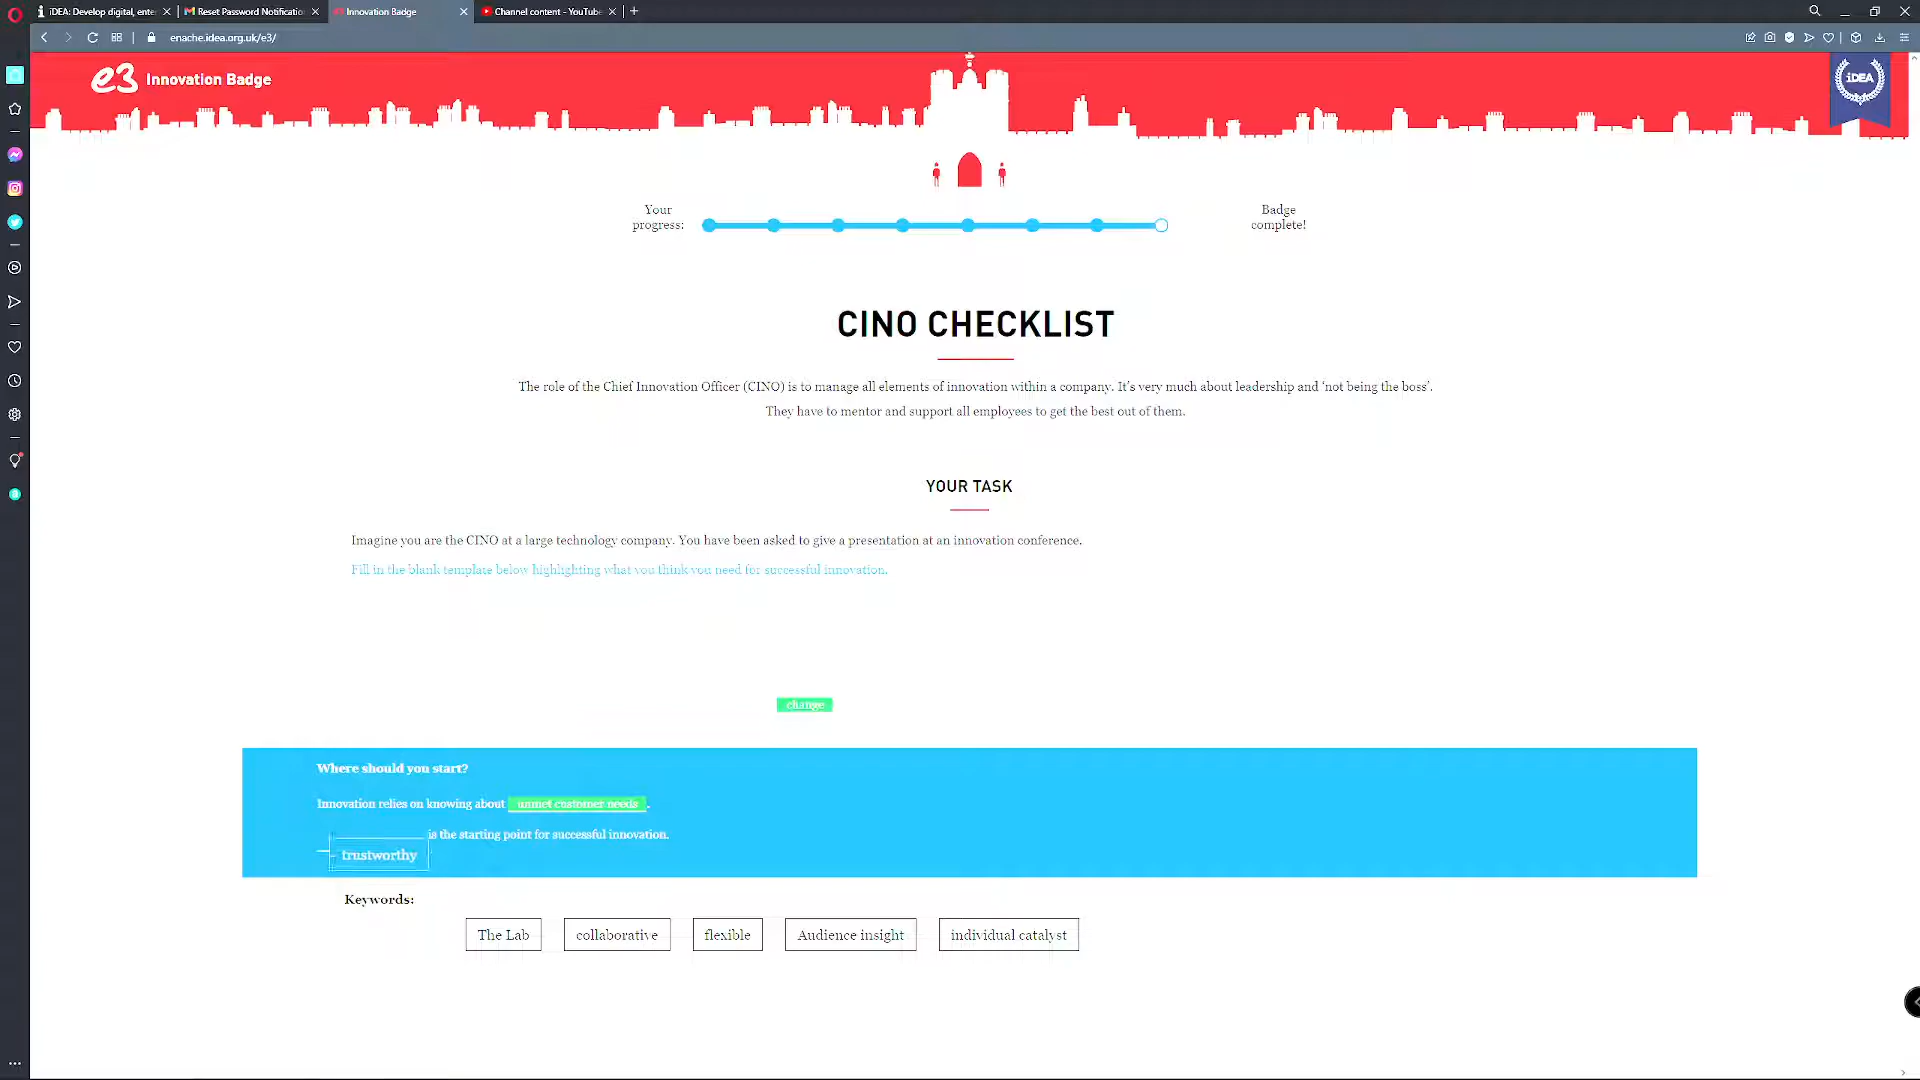 iDEA: Develop digital, ente
Reset Password Notificatio
Innovation Badge
Channel content - YouTube
enache.idea.org.uk/e3/
e3 Innovation Badge
iDEA
Your
progress:
Badge
complete!
CINO CHECKLIST
The role of the Chief Innovation Officer (CINO) is to manage all elements of innovation within a company. It's very much about leadership and ‘not being the boss’.
They have to mentor and support all employees to get the best out of them.
YOUR TASK
Imagine you are the CINO at a large technology company. You have been asked to give a presentation at an innovation conference.
Fill in the blank template below highlighting what you think you need for successful innovation.
change
Where should you start?
Innovation relies on knowing about unmet customer needs.
is the starting point for successful innovation.
trustworthy
Keywords:
The Lab collaborative flexible Audience insight individual catalyst